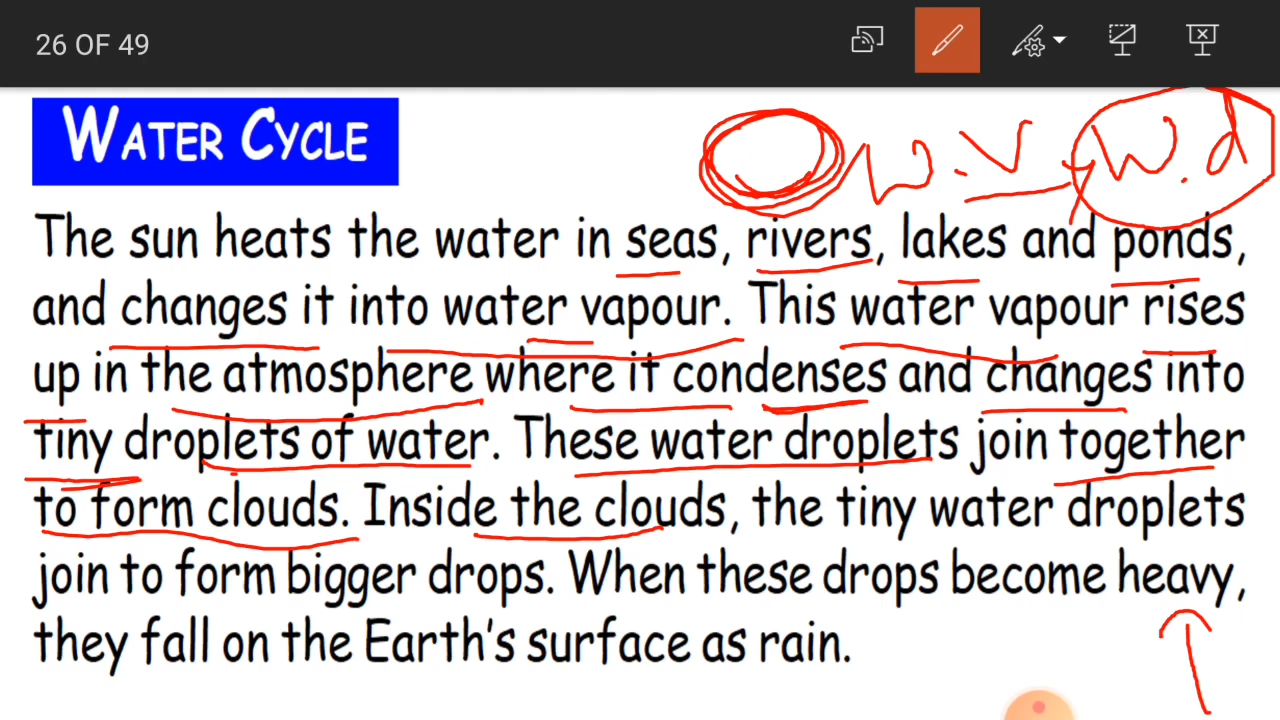 26 OF 49
WATER CYCLE
W.V → W.d
The sun heats the water in seas, rivers, lakes and ponds,
and changes it into water vapour. This water vapour rises
up in the atmosphere where it condenses and changes into
tiny droplets of water. These water droplets join together
to form clouds. Inside the clouds, the tiny water droplets
join to form bigger drops. When these drops become heavy,
they fall on the Earth's surface as rain.